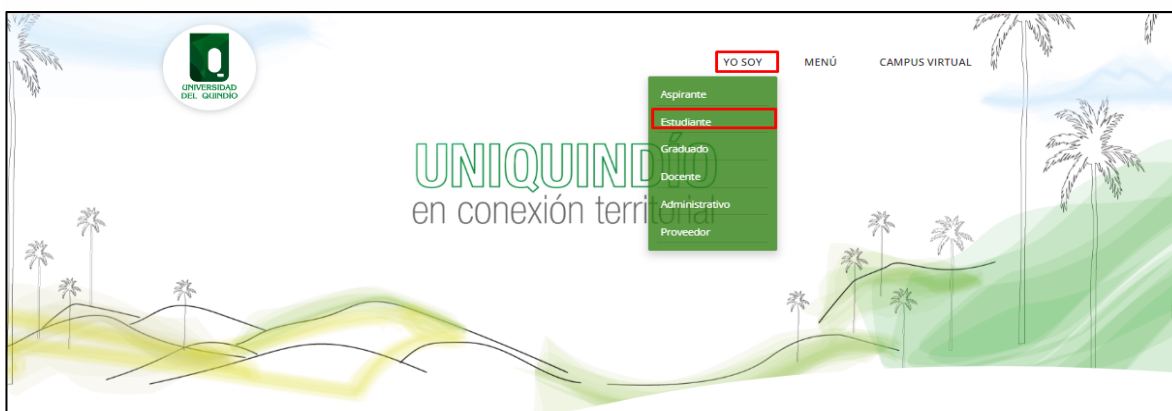 UNIVERSIDAD
DEL QUINDÍO
YO SOY
MENÚ
CAMPUS VIRTUAL
Aspirante
Estudiante
Graduado
Docente
Administrativo
Proveedor
UNIQUINDÍO
en conexión territorial